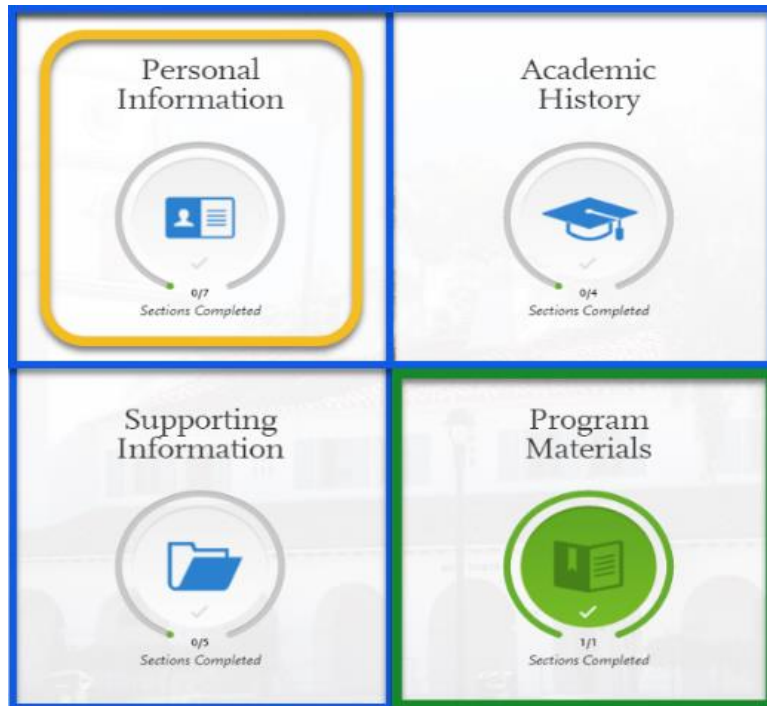 Personal
Information
0/7
Sections Completed
Academic
History
0/4
Sections Completed
Supporting
Information
0/5
Sections Completed
Program
Materials
1/1
Sections Completed